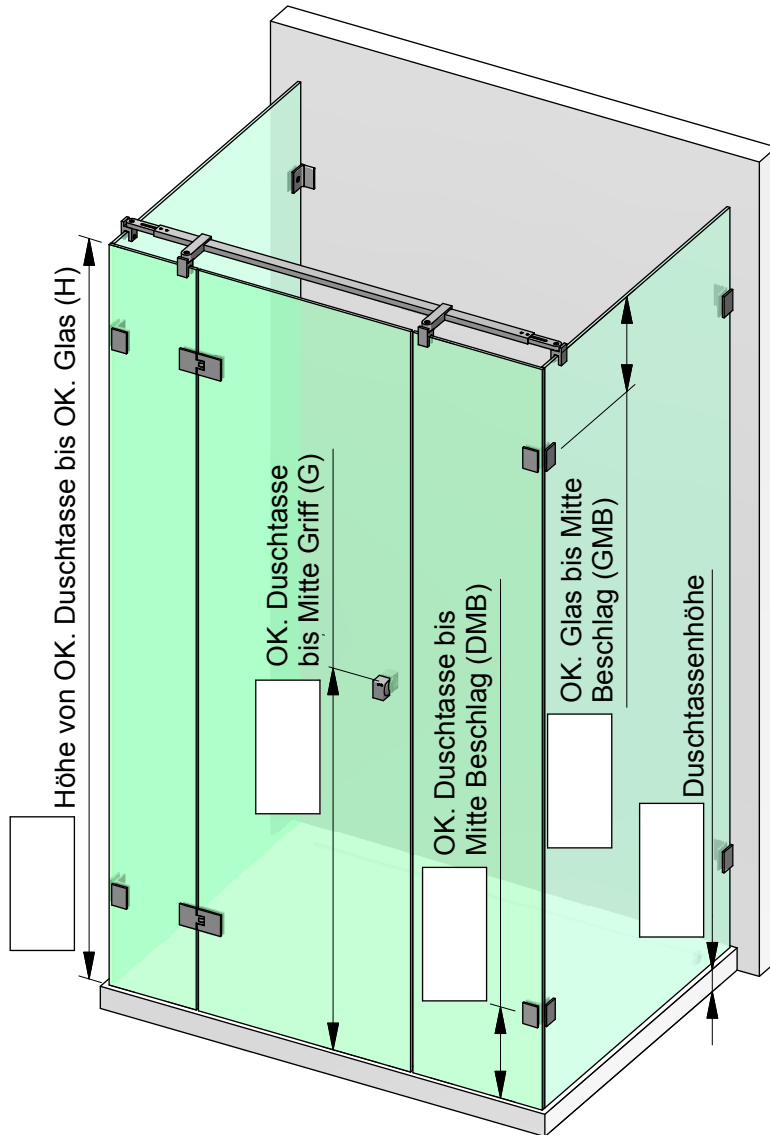 Höhe von OK. Duschtasse bis OK. Glas (H)
OK. Duschtasse
bis Mitte Griff (G)
OK. Duschtasse bis
Mitte Beschlag (DMB)
OK. Glas bis Mitte
Beschlag (GMB)
Duschtassenhöhe